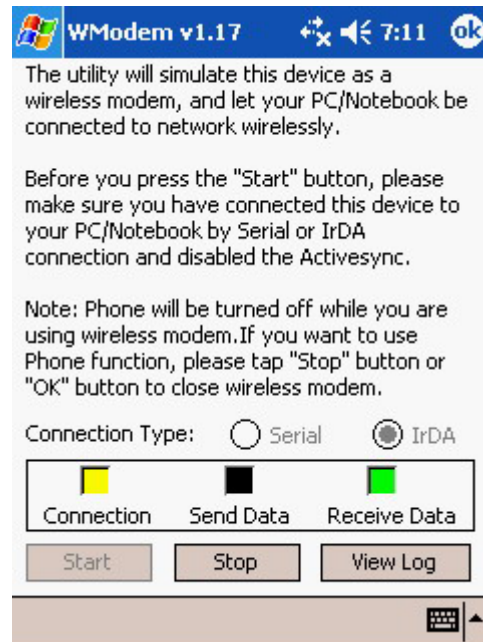 WModem v1.17 7:11 ok
The utility will simulate this device as a
wireless modem, and let your PC/Notebook be
connected to network wirelessly.
Before you press the "Start" button, please
make sure you have connected this device to
your PC/Notebook by Serial or IrDA
connection and disabled the Activesync.
Note: Phone will be turned off while you are
using wireless modem.If you want to use
Phone function, please tap "Stop" button or
"OK" button to close wireless modem.
Connection Type: Serial IrDA
Connection Send Data Receive Data
Start Stop View Log